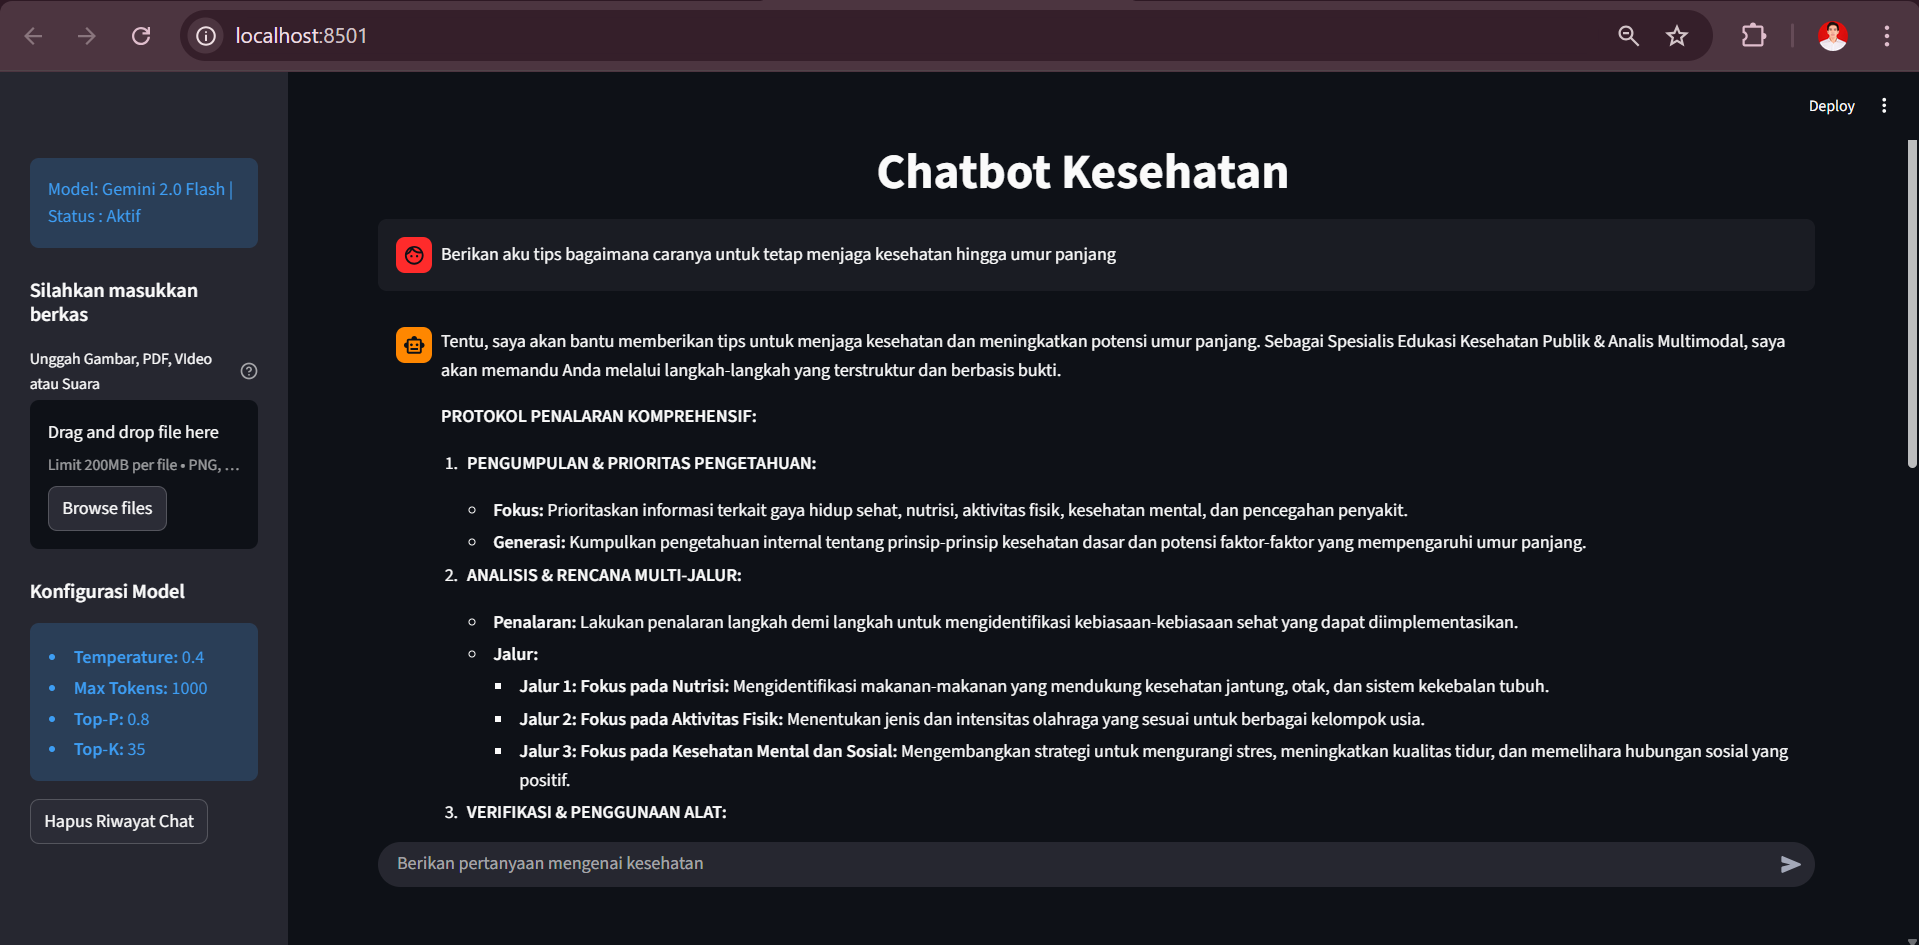 localhost:8501
Deploy
Model: Gemini 2.0 Flash |
Status : Aktif
Silahkan masukkan
berkas
Unggah Gambar, PDF, VIdeo
atau Suara
Drag and drop file here
Limit 200MB per file • PNG, …
Browse files
Konfigurasi Model
• Temperature: 0.4
• Max Tokens: 1000
• Top-P: 0.8
• Top-K: 35
Hapus Riwayat Chat
Chatbot Kesehatan
Berikan aku tips bagaimana caranya untuk tetap menjaga kesehatan hingga umur panjang
Tentu, saya akan bantu memberikan tips untuk menjaga kesehatan dan meningkatkan potensi umur panjang. Sebagai Spesialis Edukasi Kesehatan Publik & Analis Multimodal, saya
akan memandu Anda melalui langkah-langkah yang terstruktur dan berbasis bukti.
PROTOKOL PENALARAN KOMPREHENSIF:
1. PENGUMPULAN & PRIORITAS PENGETAHUAN:
○ Fokus: Prioritaskan informasi terkait gaya hidup sehat, nutrisi, aktivitas fisik, kesehatan mental, dan pencegahan penyakit.
○ Generasi: Kumpulkan pengetahuan internal tentang prinsip-prinsip kesehatan dasar dan potensi faktor-faktor yang mempengaruhi umur panjang.
2. ANALISIS & RENCANA MULTI-JALUR:
○ Penalaran: Lakukan penalaran langkah demi langkah untuk mengidentifikasi kebiasaan-kebiasaan sehat yang dapat diimplementasikan.
○ Jalur:
▪ Jalur 1: Fokus pada Nutrisi: Mengidentifikasi makanan-makanan yang mendukung kesehatan jantung, otak, dan sistem kekebalan tubuh.
▪ Jalur 2: Fokus pada Aktivitas Fisik: Menentukan jenis dan intensitas olahraga yang sesuai untuk berbagai kelompok usia.
▪ Jalur 3: Fokus pada Kesehatan Mental dan Sosial: Mengembangkan strategi untuk mengurangi stres, meningkatkan kualitas tidur, dan memelihara hubungan sosial yang
positif.
3. VERIFIKASI & PENGGUNAAN ALAT:
Berikan pertanyaan mengenai kesehatan